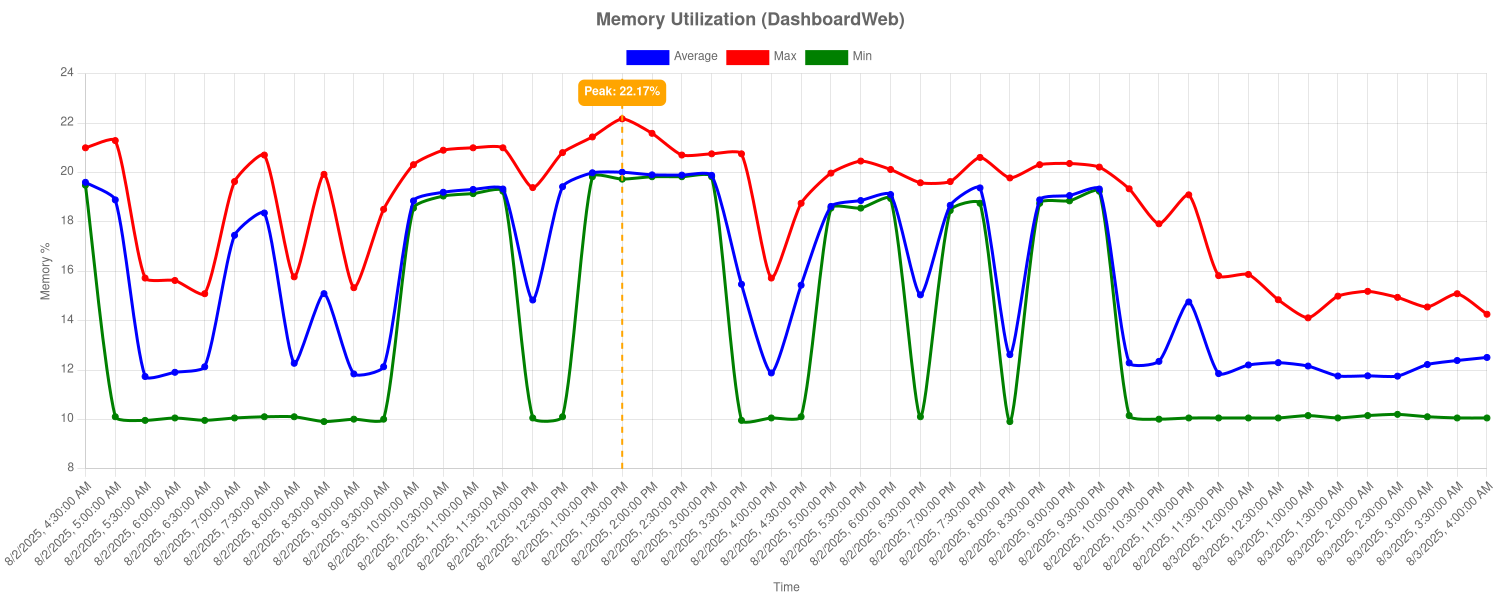 Memory Utilization (DashboardWeb)
Average Max Min
Peak: 22.17%
Memory %
24
22
20
18
16
14
12
10
8
8/2/2025, 4:30:00 AM
8/2/2025, 5:00:00 AM
8/2/2025, 5:30:00 AM
8/2/2025, 6:00:00 AM
8/2/2025, 6:30:00 AM
8/2/2025, 7:00:00 AM
8/2/2025, 7:30:00 AM
8/2/2025, 8:00:00 AM
8/2/2025, 8:30:00 AM
8/2/2025, 9:00:00 AM
8/2/2025, 9:30:00 AM
8/2/2025, 10:00:00 AM
8/2/2025, 10:30:00 AM
8/2/2025, 11:00:00 AM
8/2/2025, 11:30:00 AM
8/2/2025, 12:00:00 PM
8/2/2025, 12:30:00 PM
8/2/2025, 1:00:00 PM
8/2/2025, 1:30:00 PM
8/2/2025, 2:00:00 PM
8/2/2025, 2:30:00 PM
8/2/2025, 3:00:00 PM
8/2/2025, 3:30:00 PM
8/2/2025, 4:00:00 PM
8/2/2025, 4:30:00 PM
8/2/2025, 5:00:00 PM
8/2/2025, 5:30:00 PM
8/2/2025, 6:00:00 PM
8/2/2025, 6:30:00 PM
8/2/2025, 7:00:00 PM
8/2/2025, 7:30:00 PM
8/2/2025, 8:00:00 PM
8/2/2025, 8:30:00 PM
8/2/2025, 9:00:00 PM
8/2/2025, 9:30:00 PM
8/2/2025, 10:00:00 PM
8/2/2025, 10:30:00 PM
8/2/2025, 11:00:00 PM
8/2/2025, 11:30:00 PM
8/3/2025, 12:00:00 AM
8/3/2025, 12:30:00 AM
8/3/2025, 1:00:00 AM
8/3/2025, 1:30:00 AM
8/3/2025, 2:00:00 AM
8/3/2025, 2:30:00 AM
8/3/2025, 3:00:00 AM
8/3/2025, 3:30:00 AM
8/3/2025, 4:00:00 AM
Time